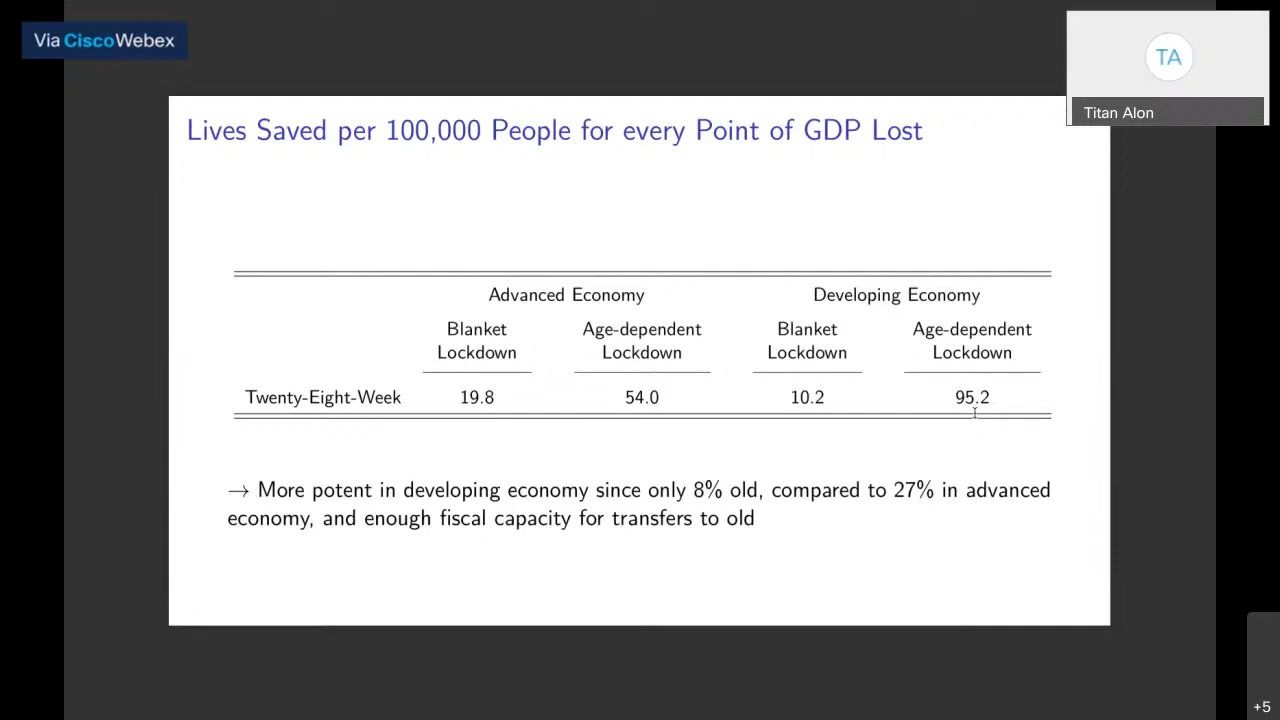 Via CiscoWebex
TA
Titan Alon
Lives Saved per 100,000 People for every Point of GDP Lost
Advanced Economy Developing Economy
Blanket Age-dependent Blanket Age-dependent
Lockdown Lockdown Lockdown Lockdown
Twenty-Eight-Week 19.8 54.0 10.2 95.2
→ More potent in developing economy since only 8% old, compared to 27% in advanced
economy, and enough fiscal capacity for transfers to old
+5